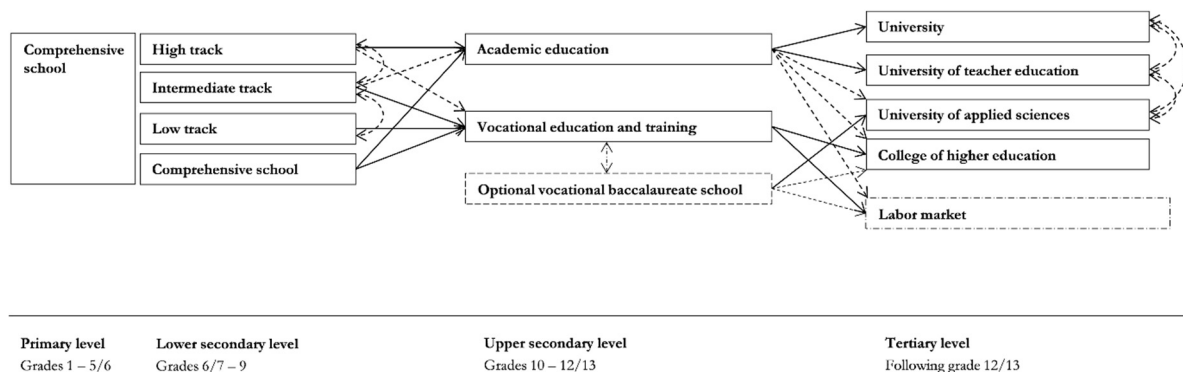 Comprehensive
school
High track
Intermediate track
Low track
Comprehensive school
Academic education
Vocational education and training
Optional vocational baccalaureate school
University
University of teacher education
University of applied sciences
College of higher education
Labor market
Primary level
Grades 1 – 5/6
Lower secondary level
Grades 6/7 – 9
Upper secondary level
Grades 10 – 12/13
Tertiary level
Following grade 12/13